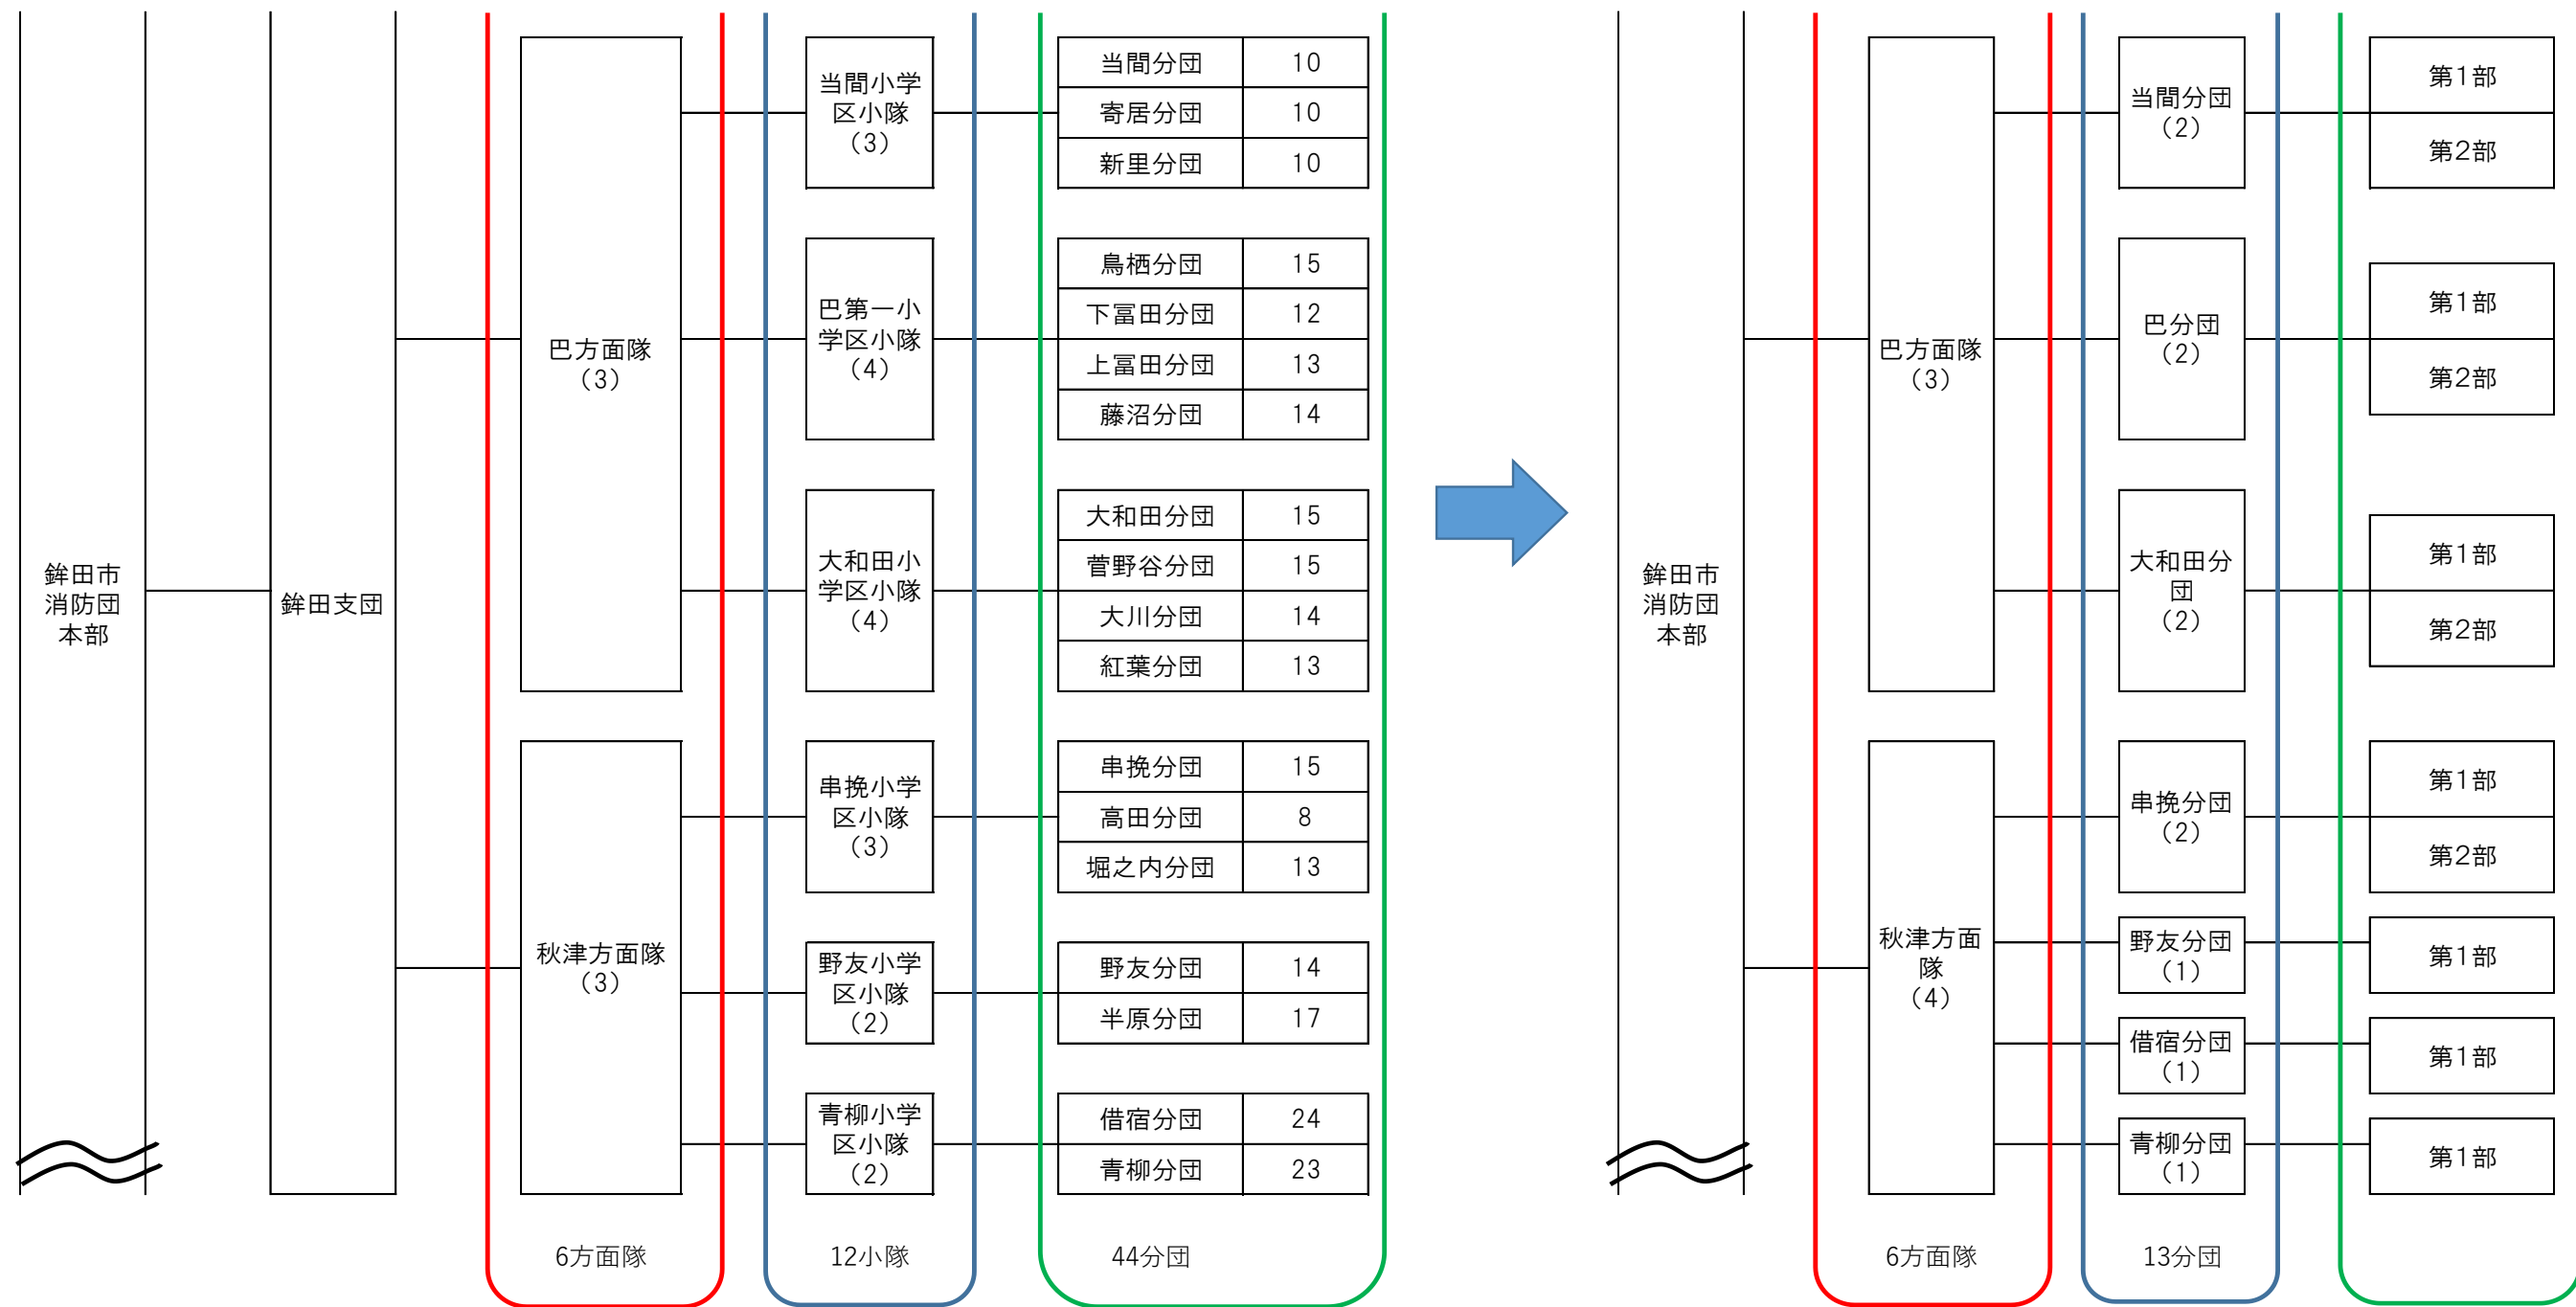 鉾田市
消防団
本部
鉾田支団
巴方面隊
（3）
当間小学
区小隊
（3）
当間分団 10
寄居分団 10
新里分団 10
巴第一小
学区小隊
（4）
鳥栖分団 15
下冨田分団 12
上冨田分団 13
藤沼分団 14
大和田小
学区小隊
（4）
大和田分団 15
菅野谷分団 15
大川分団 14
紅葉分団 13
秋津方面隊
（3）
串挽小学
区小隊
（3）
串挽分団 15
高田分団 8
堀之内分団 13
野友小学
区小隊
（2）
野友分団 14
半原分団 17
青柳小学
区小隊
（2）
借宿分団 24
青柳分団 23
6方面隊
12小隊
44分団
鉾田市
消防団
本部
巴方面隊
（3）
当間分団
（2）
第1部
第2部
巴分団
（2）
第1部
第2部
大和田分
団
（2）
第1部
第2部
秋津方面
隊
（4）
串挽分団
（2）
第1部
第2部
野友分団
（1）
第1部
借宿分団
（1）
第1部
青柳分団
（1）
第1部
6方面隊
13分団